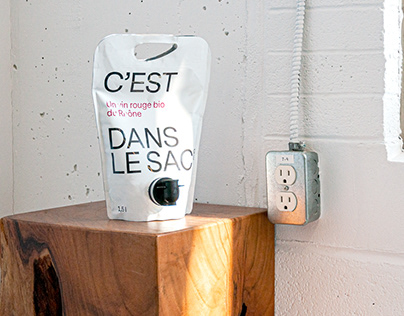 C'EST
Un vin rouge bio
du Rhône
DANS
LE SAC
1,5 l